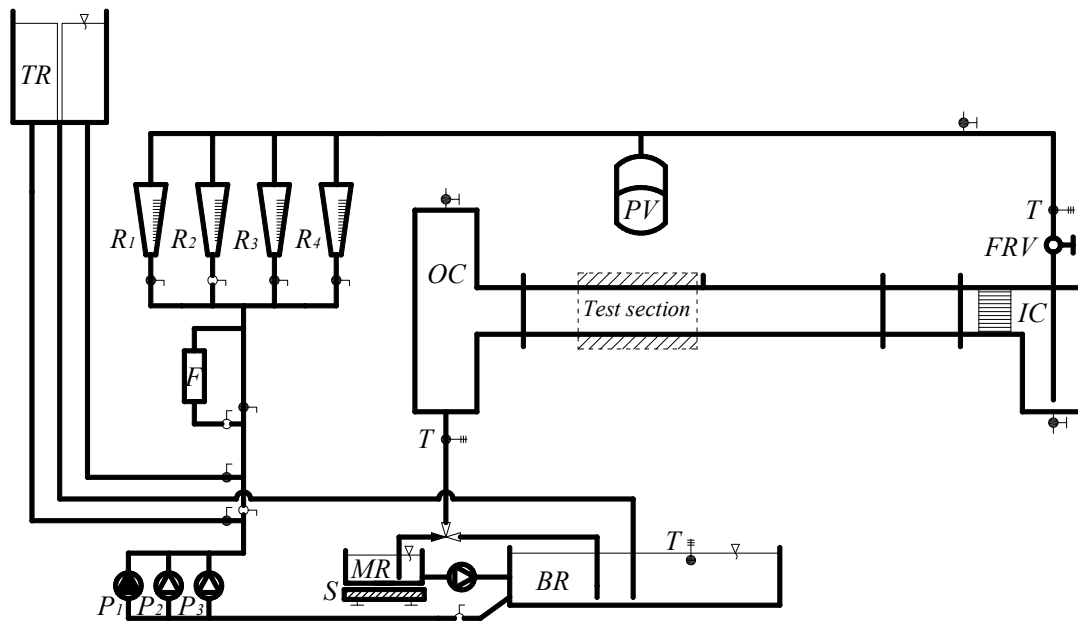 TR
R1 R2 R3 R4
PV
T
FRV
OC
Test section
IC
F
T
T
MR
BR
S
P1 P2 P3